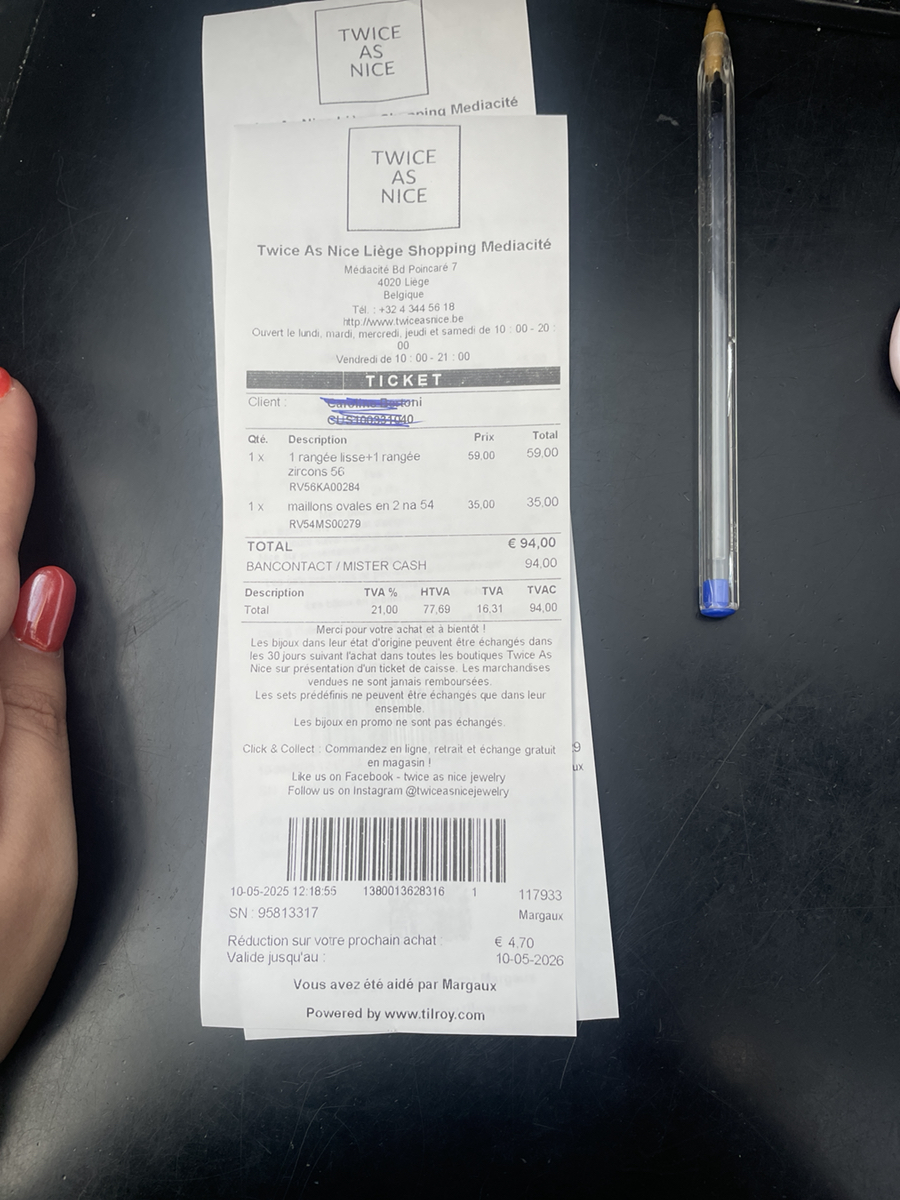 TWICE
AS
NICE
Shopping Mediacité
TWICE
AS
NICE
Twice As Nice Liège Shopping Mediacité
Médiacité Bd Poincaré 7
4020 Liège
Belgique
Tél. : +32 4 344 56 18
http://www.twiceasnice.be
Ouvert le lundi, mardi, mercredi, jeudi et samedi de 10 : 00 - 20 :
00
Vendredi de 10 : 00 - 21 : 00
TICKET
Client :
Qté. Description Prix Total
1 x 1 rangée lisse+1 rangée 59,00 59,00
zircons 56
RV56KA00284
1 x maillons ovales en 2 na 54 35,00 35,00
RV54MS00279
TOTAL € 94,00
BANCONTACT / MISTER CASH 94,00
Description TVA % HTVA TVA TVAC
Total 21,00 77,69 16,31 94,00
Merci pour votre achat et à bientôt !
Les bijoux dans leur état d'origine peuvent être échangés dans
les 30 jours suivant l'achat dans toutes les boutiques Twice As
Nice sur présentation d'un ticket de caisse. Les marchandises
vendues ne sont jamais remboursées.
Les sets prédéfinis ne peuvent être échangés que dans leur
ensemble.
Les bijoux en promo ne sont pas échangés.
Click & Collect : Commandez en ligne, retrait et échange gratuit
en magasin !
Like us on Facebook - twice as nice jewelry
Follow us on Instagram @twiceasnicejewelry
10-05-2025 12:18:55 1380013628316 1 117933
SN : 95813317 Margaux
Réduction sur votre prochain achat : € 4,70
Valide jusqu'au : 10-05-2026
Vous avez été aidé par Margaux
Powered by www.tilroy.com